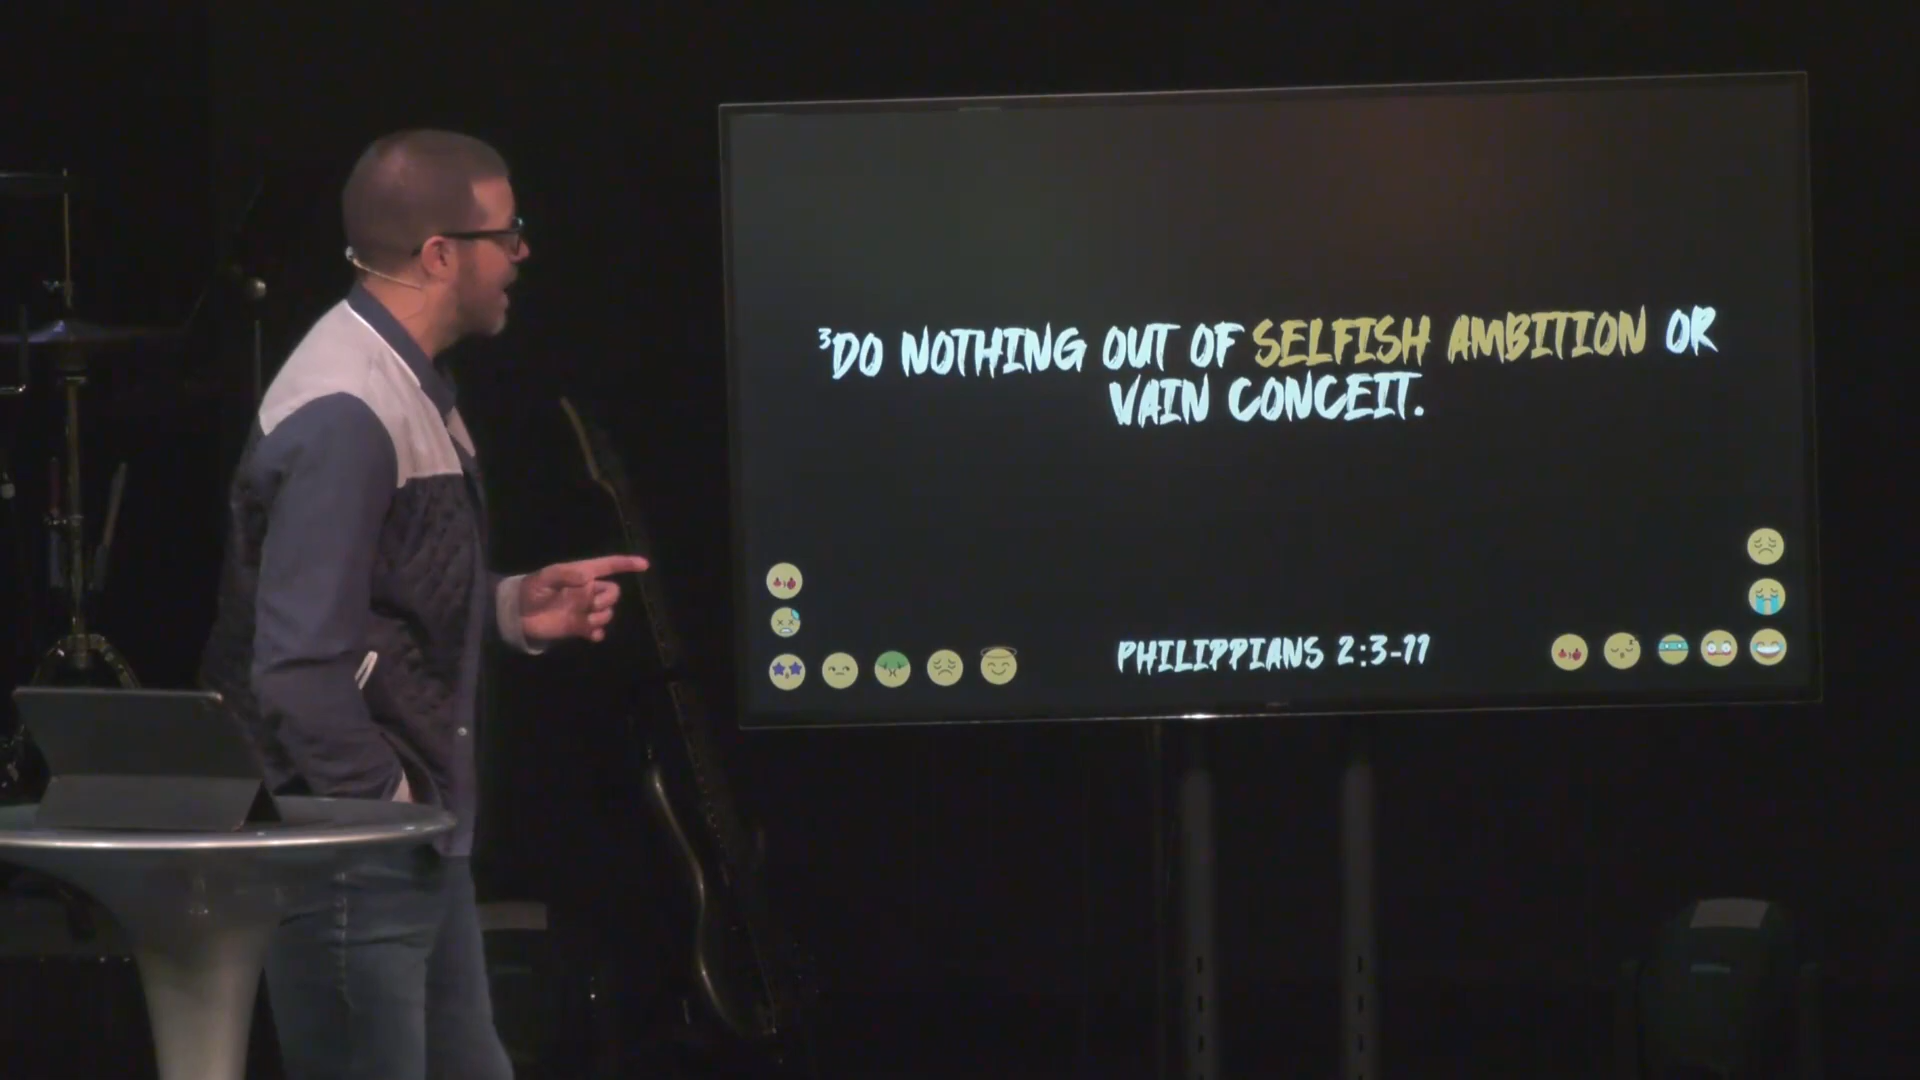 ³DO NOTHING OUT OF SELFISH AMBITION OR
VAIN CONCEIT.
PHILIPPIANS 2:3-11